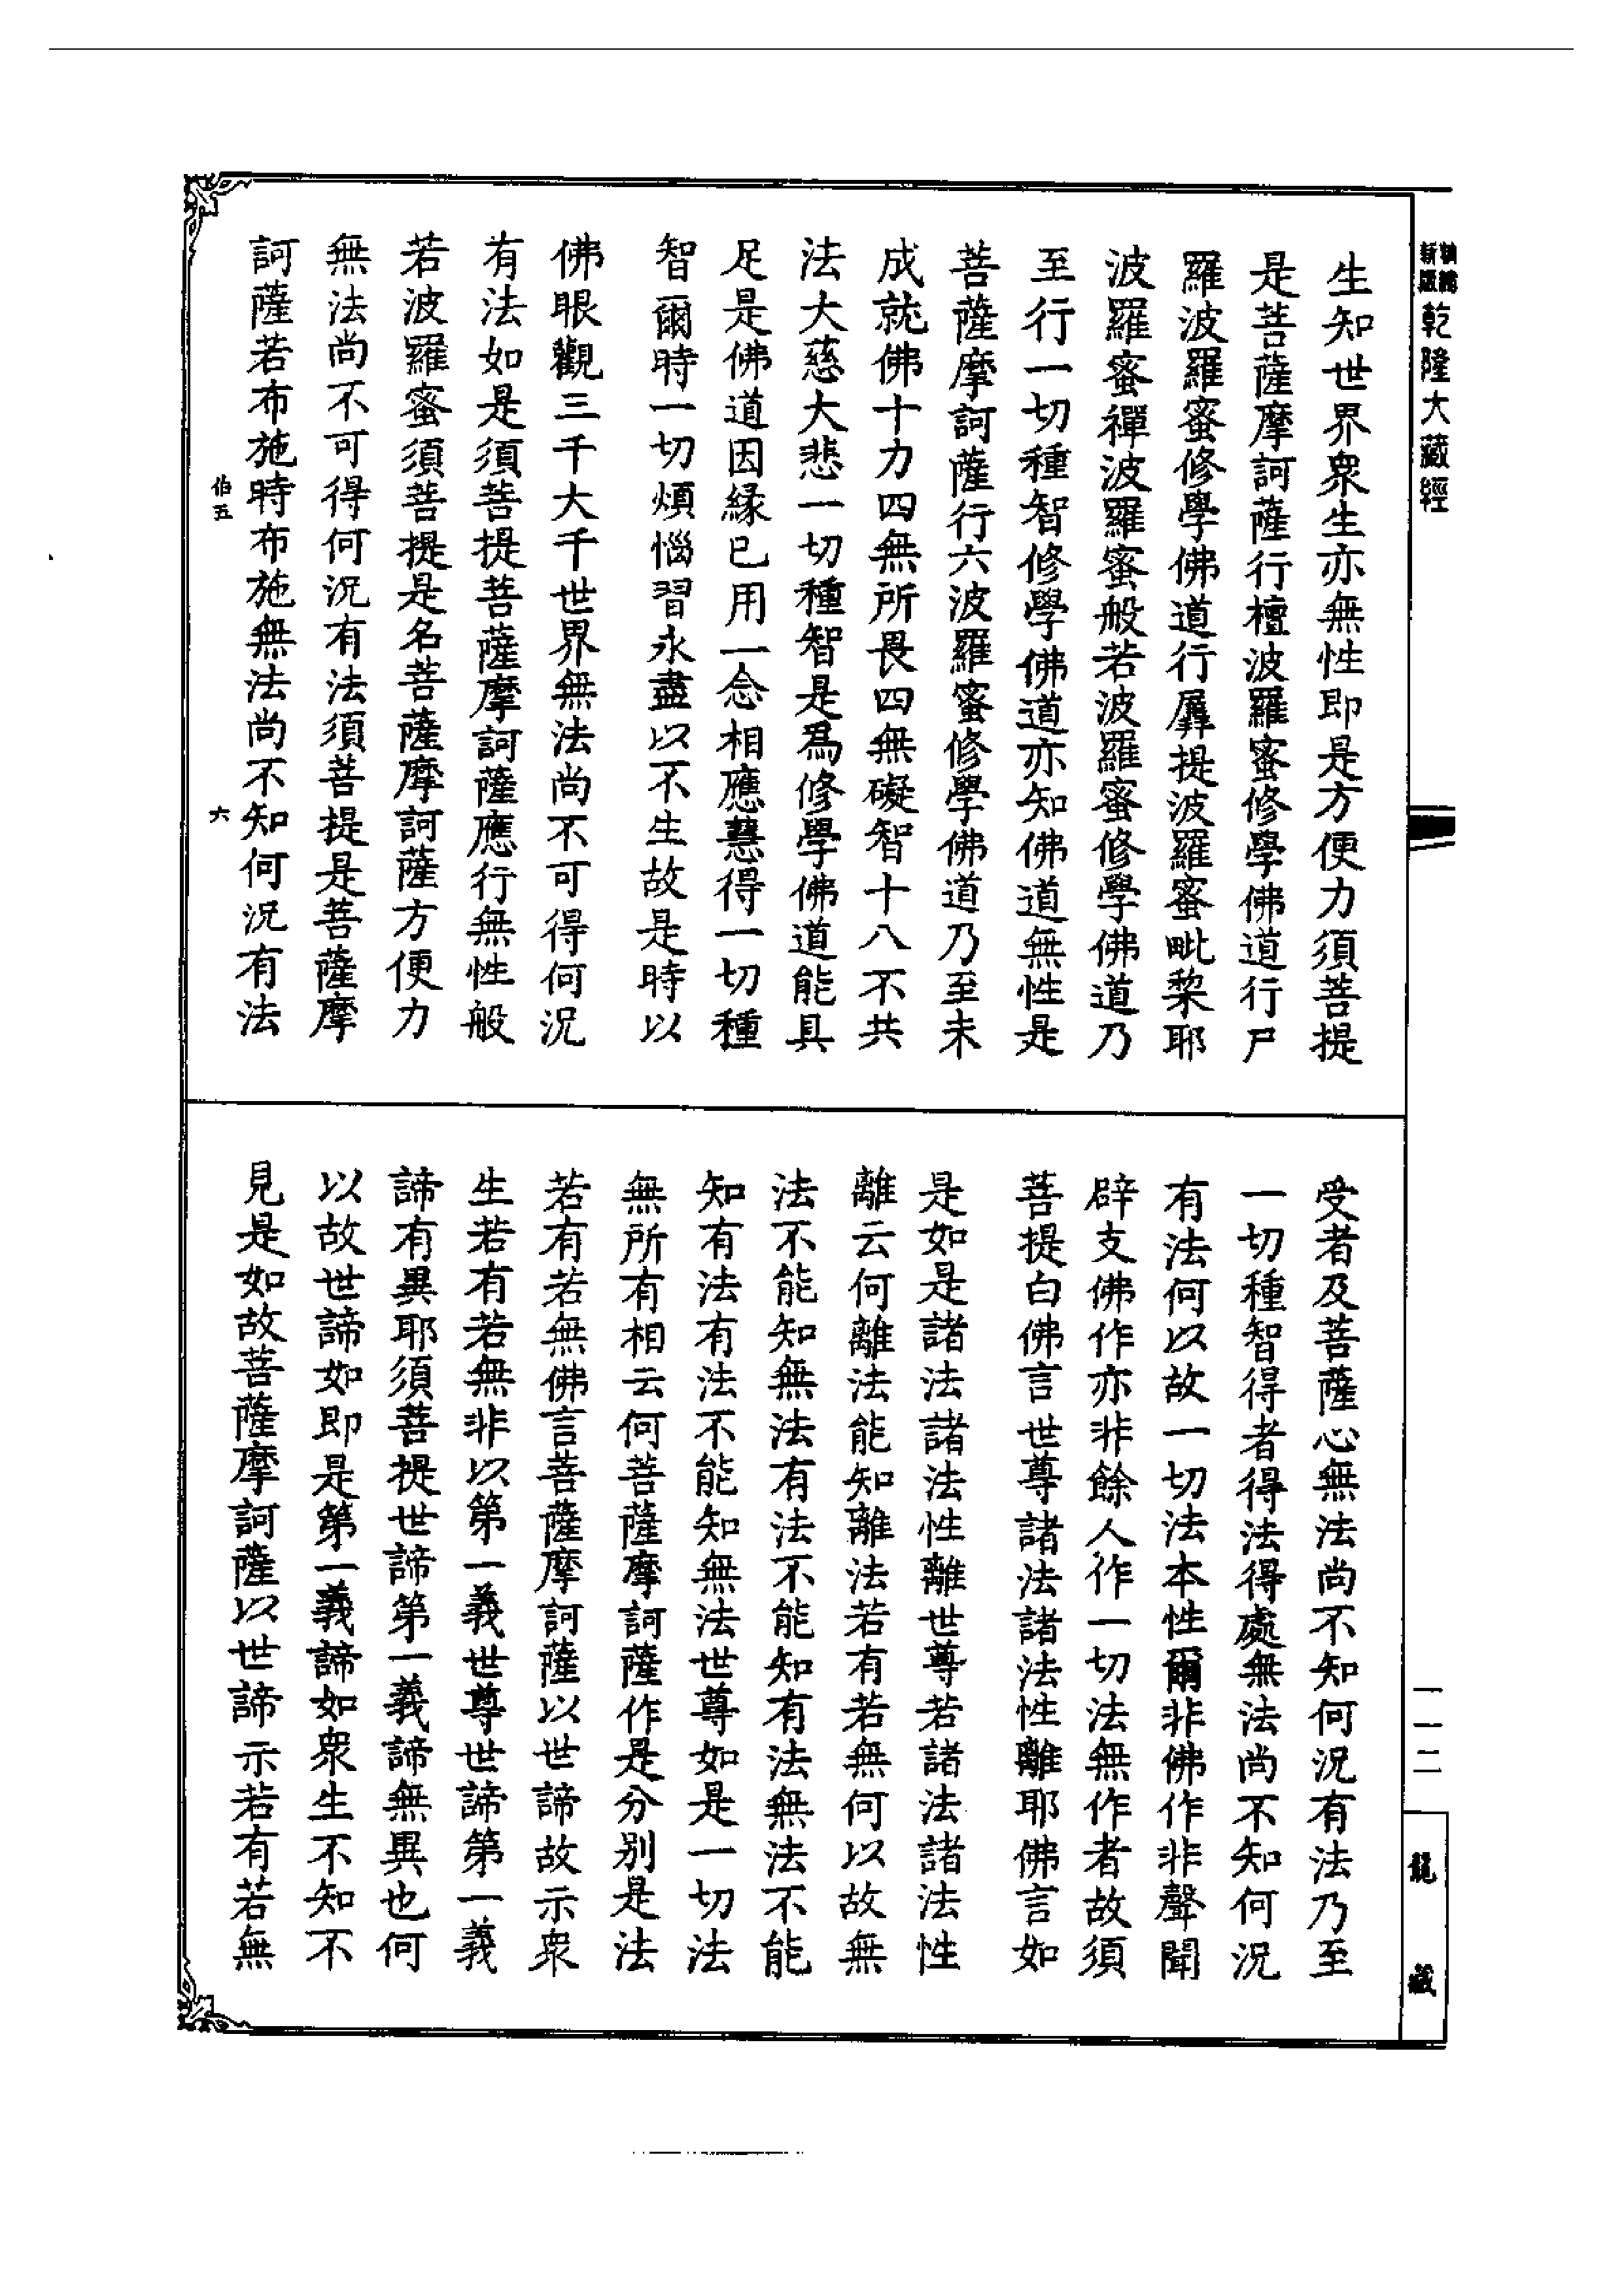 新版
乾隆大藏經
生知世界眾生亦無性即是方便力須菩提
是菩薩摩訶薩行檀波羅蜜修學佛道行尸
羅波羅蜜修學佛道行羼提波羅蜜毗棃耶
波羅蜜禪波羅蜜般若波羅蜜修學佛道乃
至行一切種智修學佛道亦知佛道無性是
菩薩摩訶薩行六波羅蜜修學佛道乃至未
成就佛十力四無所畏四無礙智十八不共
法大慈大悲一切種智是爲修學佛道能具
足是佛道因緣已用一念相應慧得一切種
智爾時一切煩惱習永盡以不生故是時以
佛眼觀三千大千世界無法尚不可得何況
有法如是須菩提菩薩摩訶薩應行無性般
若波羅蜜須菩提是名菩薩摩訶薩方便力
無法尚不可得何況有法須菩提是菩薩摩
訶薩若布施時布施無法尚不知何況有法
伯五
六
受者及菩薩心無法尚不知何況有法乃至
一切種智得者得法得處無法尚不知何況
有法何以故一切法本性爾非佛作非聲聞
辟支佛作亦非餘人作一切法無作者故須
菩提白佛言世尊諸法諸法性離耶佛言如
是如是諸法諸法性離世尊若諸法諸法性
離云何離法能知離法若有若無何以故無
法不能知無法有法不能知有法無法不能
知有法有法不能知無法世尊如是一切法
無所有相云何菩薩摩訶薩作是分別是法
若有若無佛言菩薩摩訶薩以世諦故示眾
生若有若無非以第一義世尊世諦第一義
諦有異耶須菩提世諦第一義諦無異也何
以故世諦如即是第一義諦如眾生不知不
見是如故菩薩摩訶薩以世諦示若有若無
一一二
龍藏